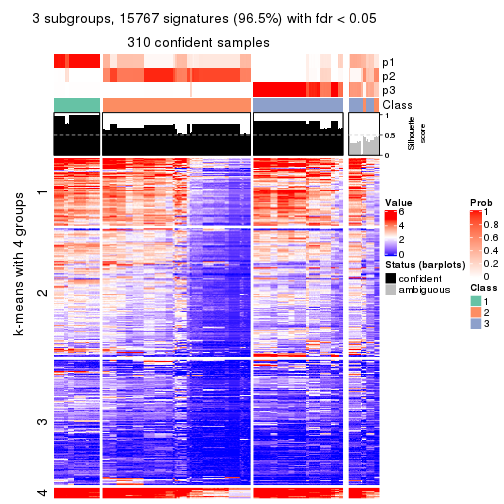 3 subgroups, 15767 signatures (96.5%) with fdr < 0.05
310 confident samples
p1
p2
p3
Class
1
0.5
0
Silhouette
score
k-means with 4 groups
1
2
3
4
Value
6
4
2
0
Status (barplots)
confident
ambiguous
Prob
1
0.8
0.6
0.4
0.2
0
Class
1
2
3